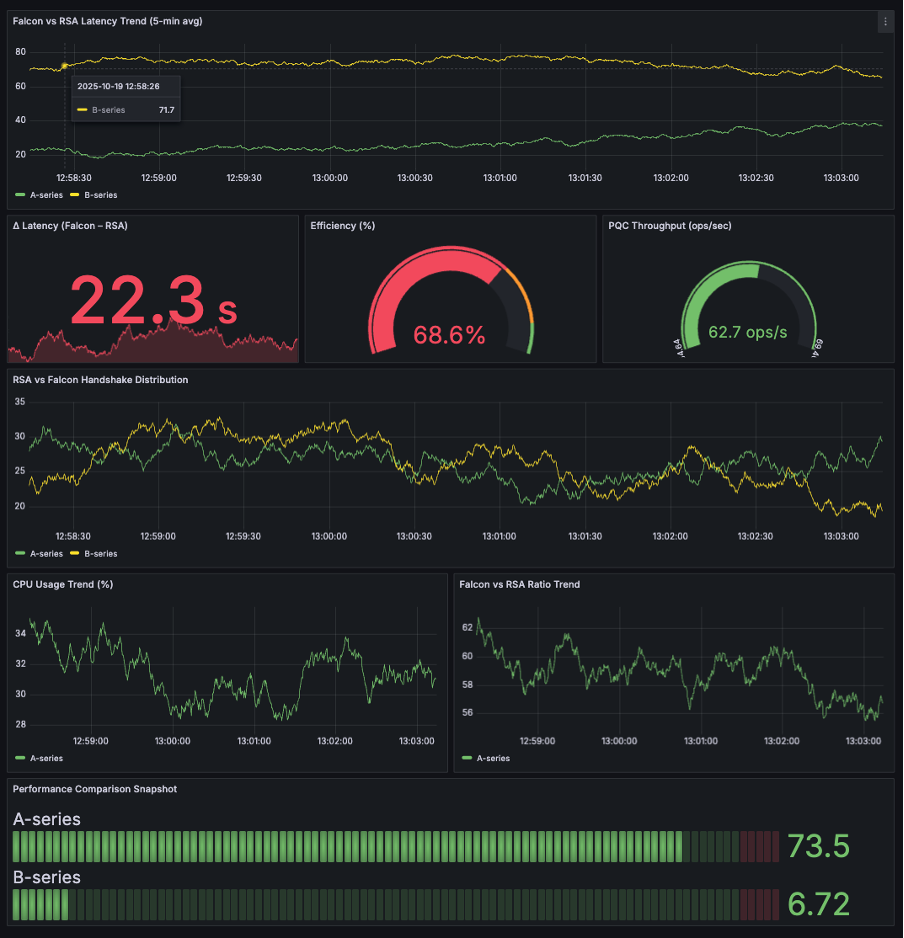 Falcon vs RSA Latency Trend (5-min avg)
80
60
40
20
2025-10-19 12:58:26
B-series 71.7
12:58:30 12:59:00 12:59:30 13:00:00 13:00:30 13:01:00 13:01:30 13:02:00 13:02:30 13:03:00
A-series B-series
Δ Latency (Falcon – RSA)
22.3 s
Efficiency (%)
68.6%
PQC Throughput (ops/sec)
62.7 ops/s
RSA vs Falcon Handshake Distribution
35
30
25
20
12:58:30 12:59:00 12:59:30 13:00:00 13:00:30 13:01:00 13:01:30 13:02:00 13:02:30 13:03:00
A-series B-series
CPU Usage Trend (%)
34
32
30
28
12:59:00 13:00:00 13:01:00 13:02:00 13:03:00
A-series
Falcon vs RSA Ratio Trend
62
60
58
56
12:59:00 13:00:00 13:01:00 13:02:00 13:03:00
A-series
Performance Comparison Snapshot
A-series
73.5
B-series
6.72